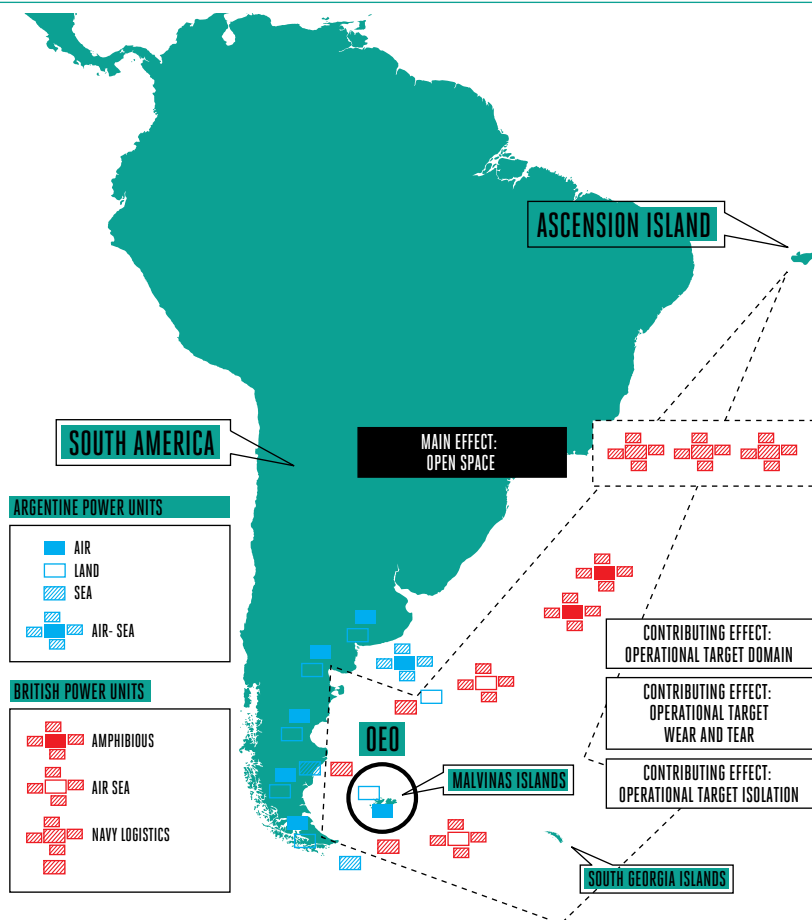 ASCENSION ISLAND
SOUTH AMERICA
MAIN EFFECT:
OPEN SPACE
ARGENTINE POWER UNITS
AIR
LAND
SEA
AIR- SEA
CONTRIBUTING EFFECT:
OPERATIONAL TARGET DOMAIN
CONTRIBUTING EFFECT:
OPERATIONAL TARGET
WEAR AND TEAR
CONTRIBUTING EFFECT:
OPERATIONAL TARGET ISOLATION
BRITISH POWER UNITS
AMPHIBIOUS
AIR SEA
NAVY LOGISTICS
OEO
MALVINAS ISLANDS
SOUTH GEORGIA ISLANDS